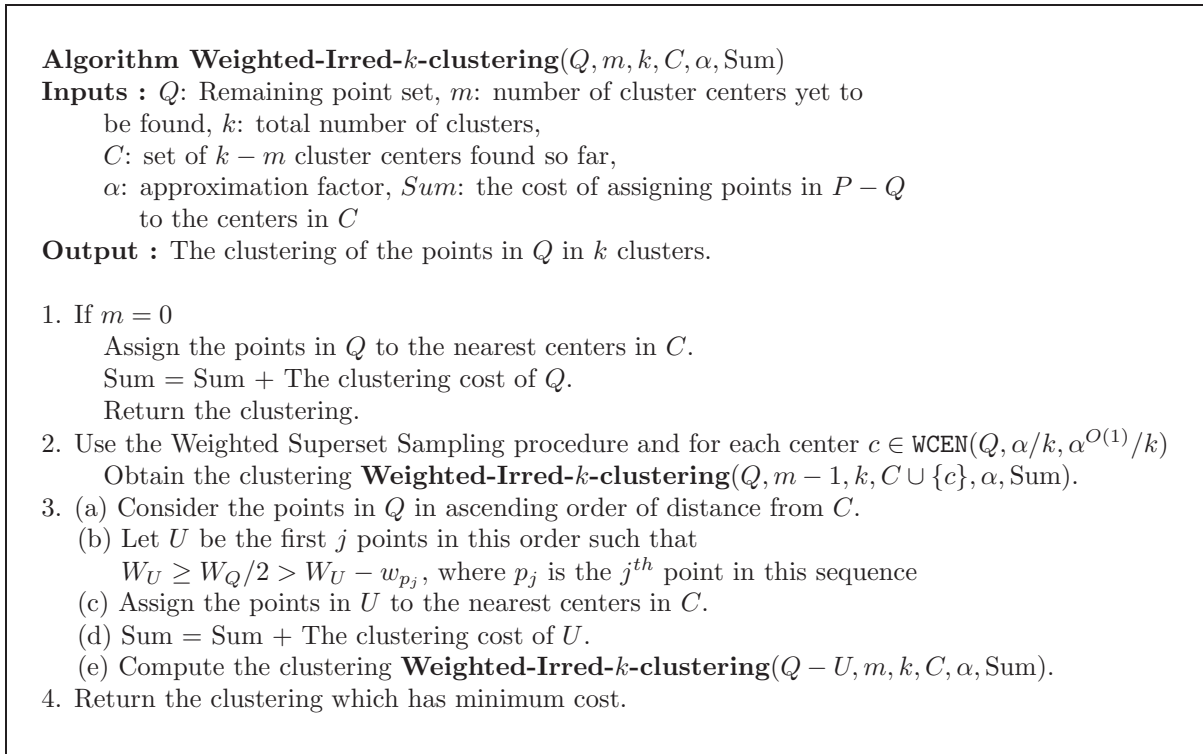 Algorithm Weighted-Irred-k-clustering(Q, m, k, C, α, Sum)
Inputs : Q: Remaining point set, m: number of cluster centers yet to
be found, k: total number of clusters,
C: set of k − m cluster centers found so far,
α: approximation factor, Sum: the cost of assigning points in P − Q
to the centers in C
Output : The clustering of the points in Q in k clusters.
1. If m = 0
Assign the points in Q to the nearest centers in C.
Sum = Sum + The clustering cost of Q.
Return the clustering.
2. Use the Weighted Superset Sampling procedure and for each center c ∈ WCEN(Q, α/k, α^{O(1)}/k)
Obtain the clustering Weighted-Irred-k-clustering(Q, m − 1, k, C ∪ {c}, α, Sum).
3. (a) Consider the points in Q in ascending order of distance from C.
(b) Let U be the first j points in this order such that
W_U ≥ W_Q/2 > W_U − w_{p_j}, where p_j is the j^{th} point in this sequence
(c) Assign the points in U to the nearest centers in C.
(d) Sum = Sum + The clustering cost of U.
(e) Compute the clustering Weighted-Irred-k-clustering(Q − U, m, k, C, α, Sum).
4. Return the clustering which has minimum cost.